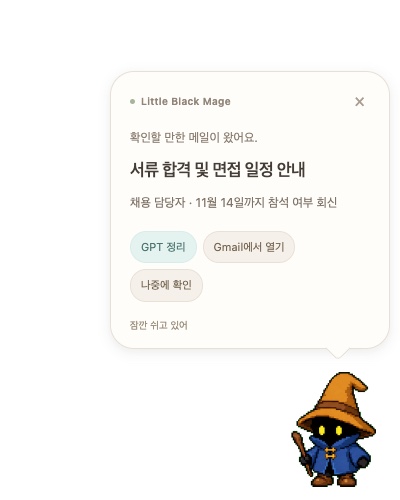 Little Black Mage
확인할 만한 메일이 왔어요.
서류 합격 및 면접 일정 안내
채용 담당자 · 11월 14일까지 참석 여부 회신
GPT 정리
Gmail에서 열기
나중에 확인
잠깐 쉬고 있어